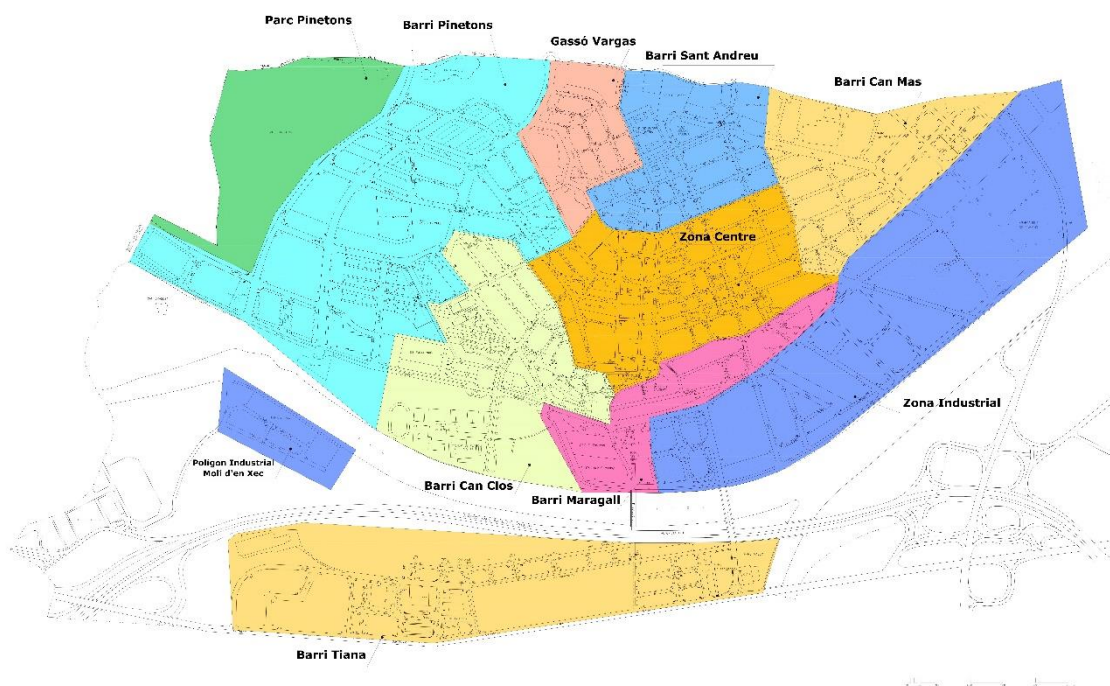 Parc Pinetons
Barri Pinetons
Gassó Vargas
Barri Sant Andreu
Barri Can Mas
Zona Centre
Zona Industrial
Polígon Industrial
Molí d'en Xec
Barri Can Clos
Barri Maragall
Barri Tiana